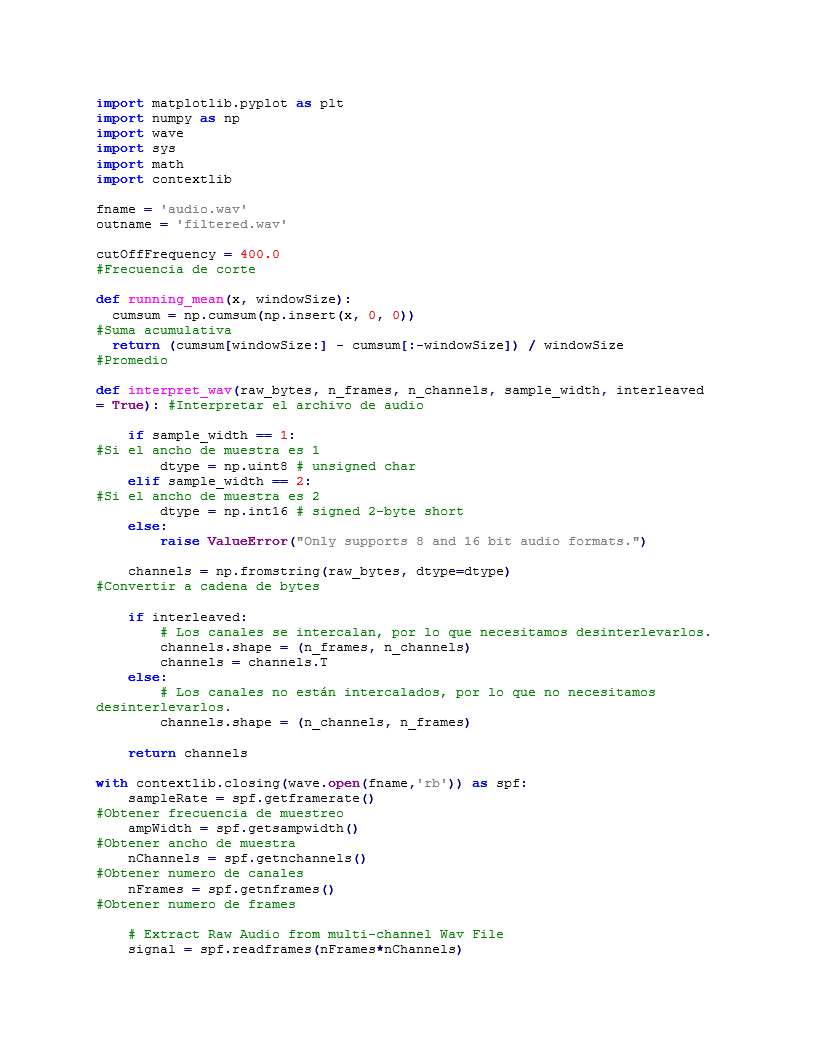 import matplotlib.pyplot as plt
import numpy as np
import wave
import sys
import math
import contextlib

fname = 'audio.wav'
outname = 'filtered.wav'

cutOffFrequency = 400.0
#Frecuencia de corte

def running_mean(x, windowSize):
  cumsum = np.cumsum(np.insert(x, 0, 0))
#Suma acumulativa
  return (cumsum[windowSize:] - cumsum[:-windowSize]) / windowSize
#Promedio

def interpret_wav(raw_bytes, n_frames, n_channels, sample_width, interleaved
= True): #Interpretar el archivo de audio

    if sample_width == 1:
#Si el ancho de muestra es 1
        dtype = np.uint8 # unsigned char
    elif sample_width == 2:
#Si el ancho de muestra es 2
        dtype = np.int16 # signed 2-byte short
    else:
        raise ValueError("Only supports 8 and 16 bit audio formats.")

    channels = np.fromstring(raw_bytes, dtype=dtype)
#Convertir a cadena de bytes

    if interleaved:
        # Los canales se intercalan, por lo que necesitamos desinterlevarlos.
        channels.shape = (n_frames, n_channels)
        channels = channels.T
    else:
        # Los canales no están intercalados, por lo que no necesitamos
desinterlevarlos.
        channels.shape = (n_channels, n_frames)

    return channels

with contextlib.closing(wave.open(fname,'rb')) as spf:
    sampleRate = spf.getframerate()
#Obtener frecuencia de muestreo
    ampWidth = spf.getsampwidth()
#Obtener ancho de muestra
    nChannels = spf.getnchannels()
#Obtener numero de canales
    nFrames = spf.getnframes()
#Obtener numero de frames

    # Extract Raw Audio from multi-channel Wav File
    signal = spf.readframes(nFrames*nChannels)